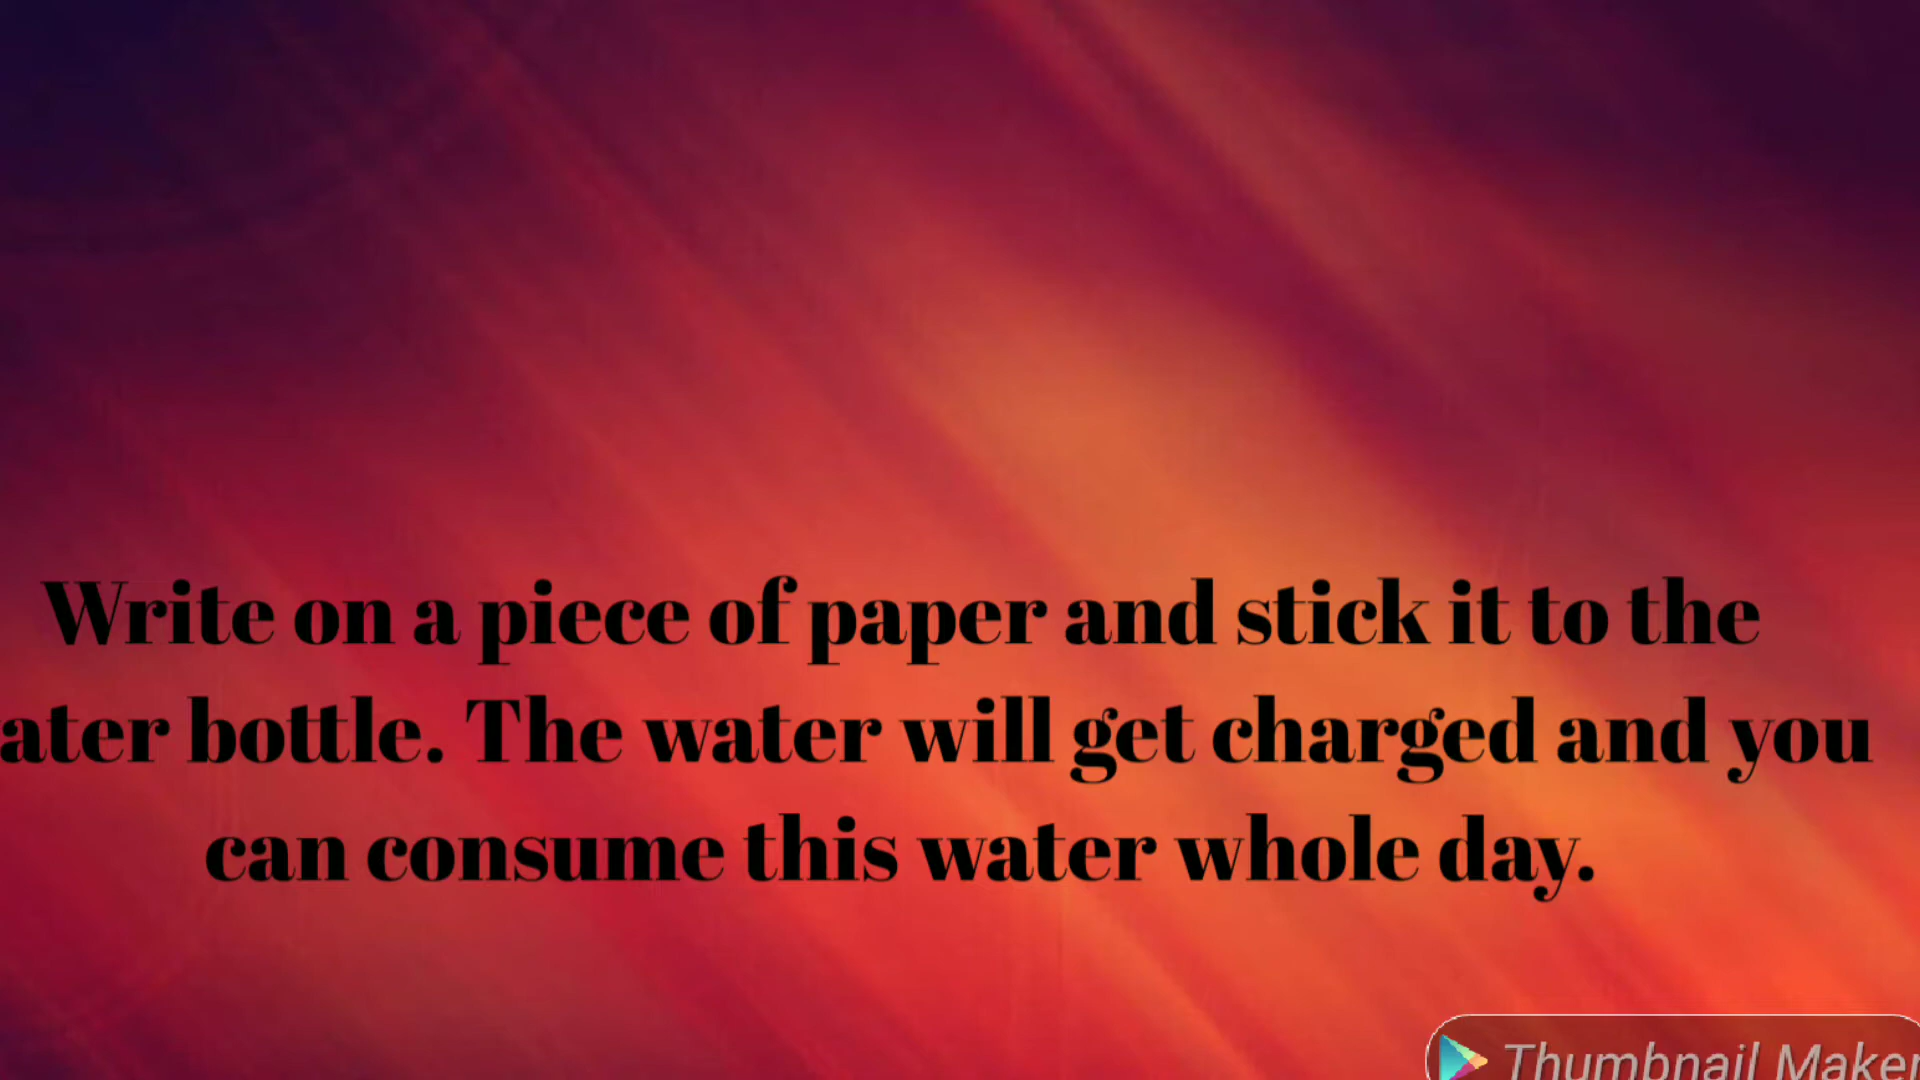 Write on a piece of paper and stick it to the
ater bottle. The water will get charged and you
can consume this water whole day.
Thumbnail Maker